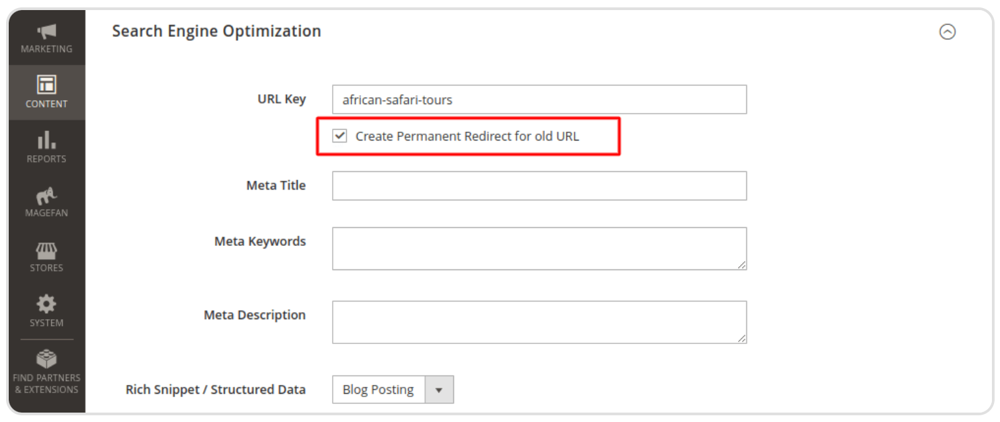 MARKETING
CONTENT
REPORTS
MAGEFAN
STORES
SYSTEM
FIND PARTNERS
& EXTENSIONS
Search Engine Optimization
URL Key
african-safari-tours
Create Permanent Redirect for old URL
Meta Title
Meta Keywords
Meta Description
Rich Snippet / Structured Data
Blog Posting